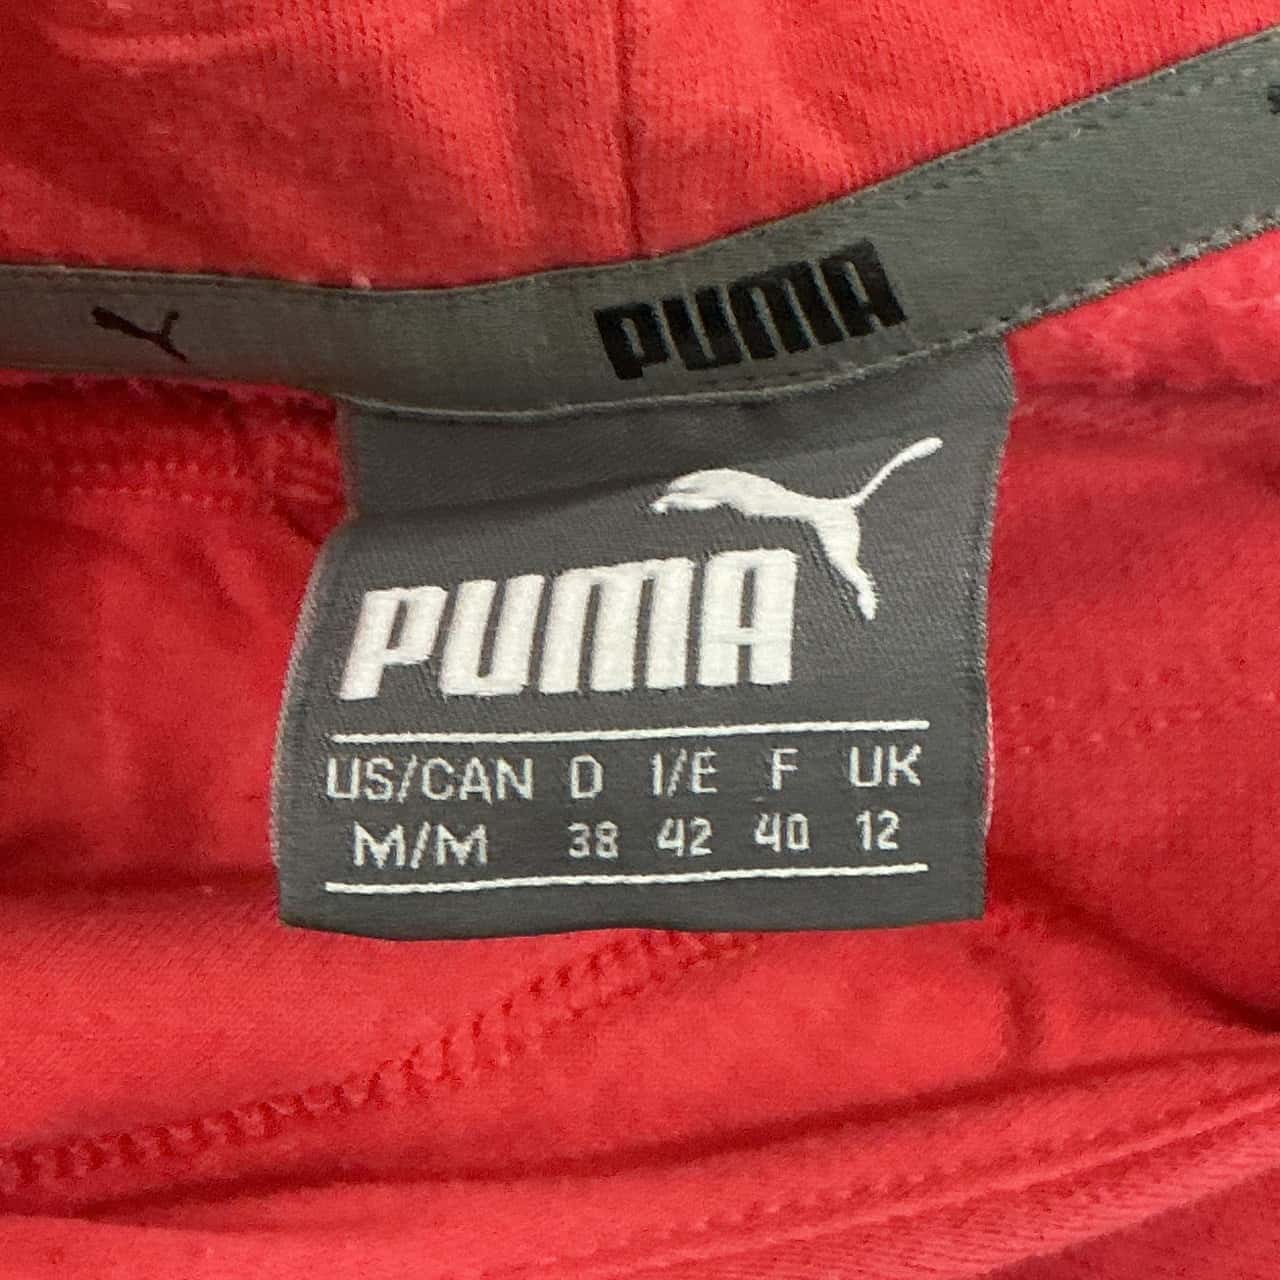 PUMA
PUMA
US/CAN D I/E F UK
M/M 38 42 40 12